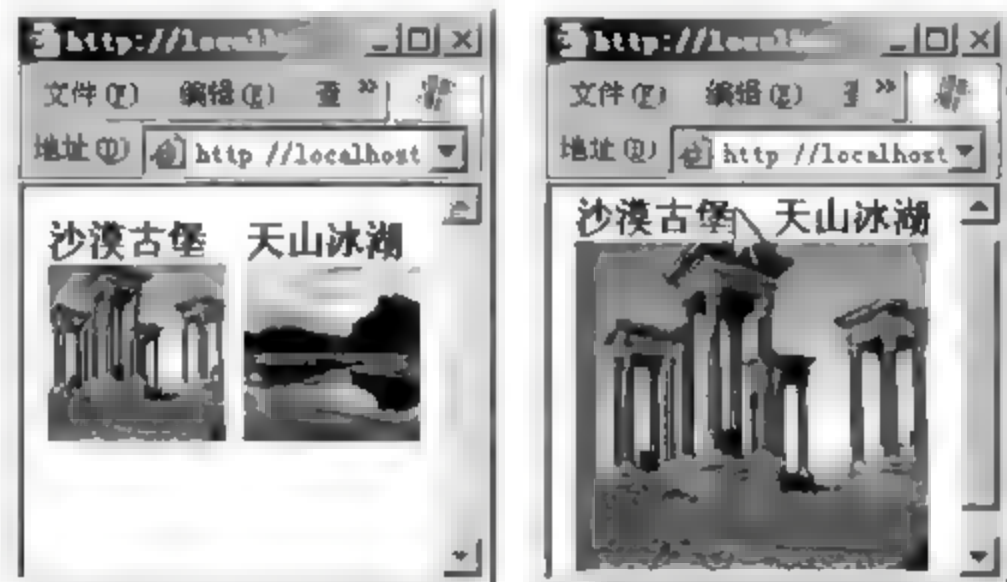 http://local
文件(F) 编辑(E) 查 »
地址(D) http //localhost
沙漠古堡 天山冰湖
http://local
文件(F) 编辑(E) »
地址(D) http //localhost
沙漠古堡 天山冰湖